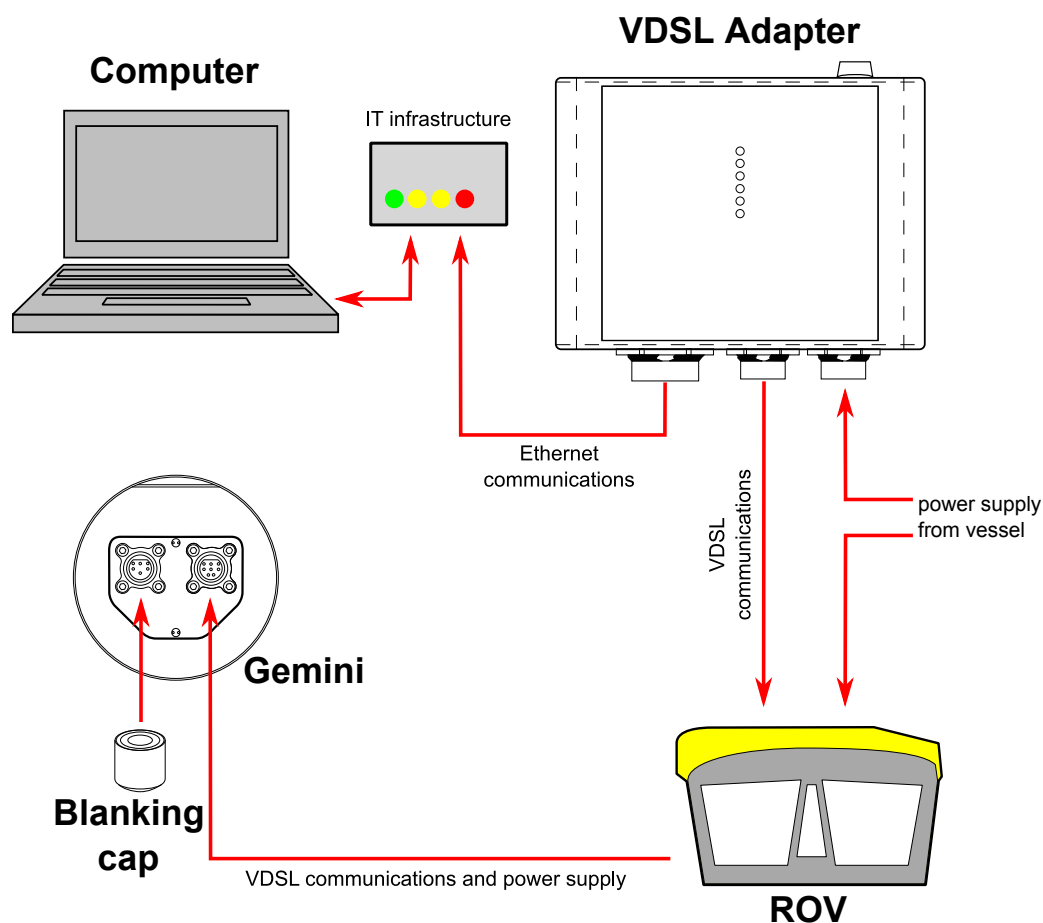 VDSL Adapter
Computer
IT infrastructure
Ethernet
communications
VDSL
communications
power supply
from vessel
Gemini
Blanking
cap
VDSL communications and power supply
ROV